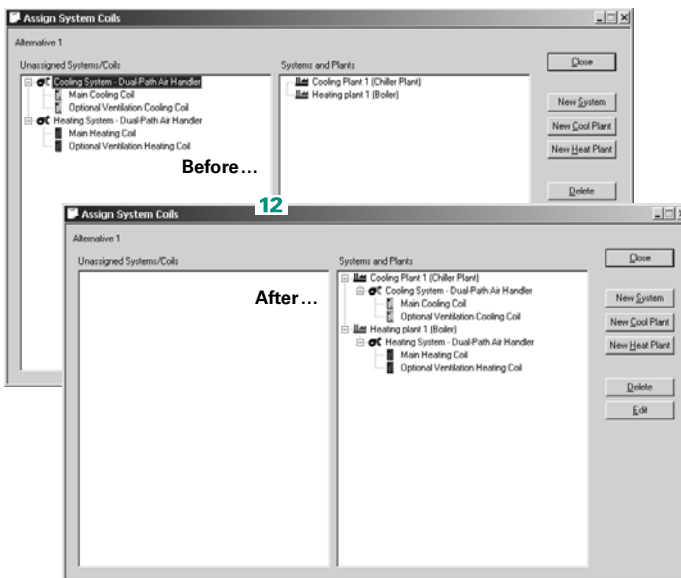 Assign System Coils
Alternative 1
Unassigned Systems/Coils
Cooling System - Dual-Path Air Handler
Main Cooling Coil
Optional Ventilation Cooling Coil
Heating System - Dual-Path Air Handler
Main Heating Coil
Optional Ventilation Heating Coil
Before...
Systems and Plants
Cooling Plant 1 (Chiller Plant)
Heating plant 1 (Boiler)
Close
New System
New Cool Plant
New Heat Plant
Delete
12
Assign System Coils
Alternative 1
Unassigned Systems/Coils
After...
Systems and Plants
Cooling Plant 1 (Chiller Plant)
Cooling System - Dual-Path Air Handler
Main Cooling Coil
Optional Ventilation Cooling Coil
Heating plant 1 (Boiler)
Heating System - Dual-Path Air Handler
Main Heating Coil
Optional Ventilation Heating Coil
Close
New System
New Cool Plant
New Heat Plant
Delete
Edit